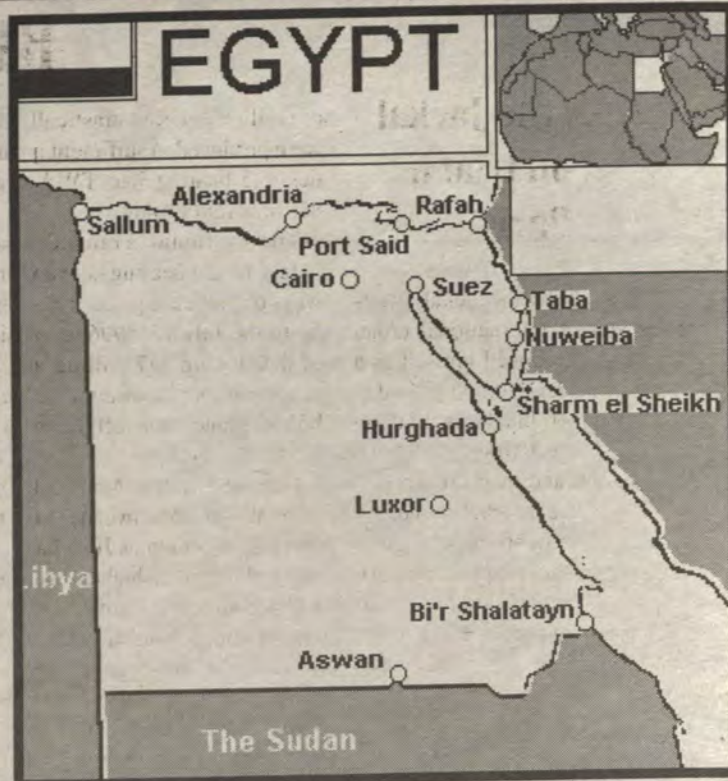 EGYPT
Alexandria
Sallum
Rafah
Port Said
Cairo
Suez
Taba
Nuweiba
Sharm el Sheikh
Hurghada
Luxor
ibya
Bi'r Shalatayn
Aswan
The Sudan